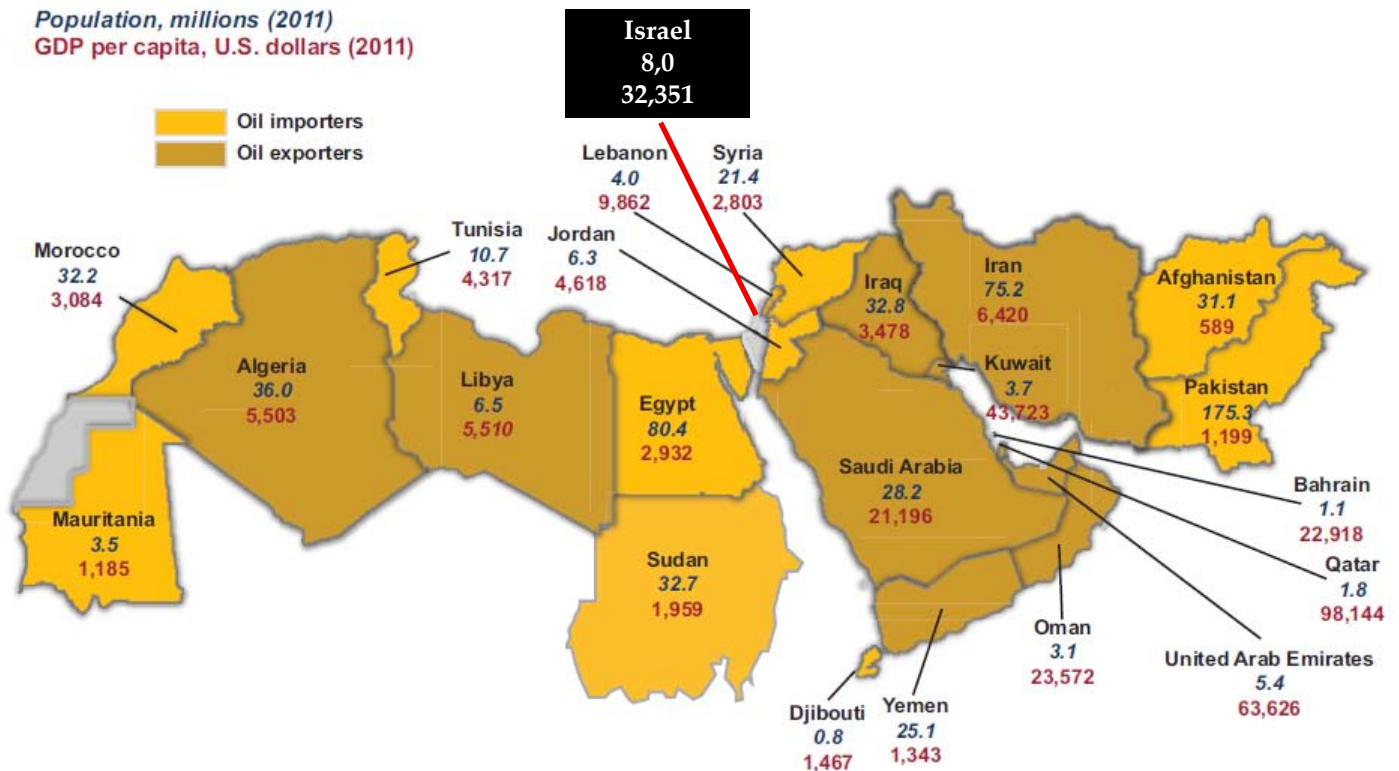 Population, millions (2011)
GDP per capita, U.S. dollars (2011)
Israel
8,0
32,351
Oil importers
Oil exporters
Lebanon
4.0
9,862
Syria
21.4
2,803
Morocco
32.2
3,084
Tunisia
10.7
4,317
Jordan
6.3
4,618
Iraq
32.8
3,478
Iran
75.2
6,420
Afghanistan
31.1
589
Algeria
36.0
5,503
Libya
6.5
5,510
Egypt
80.4
2,932
Kuwait
3.7
43,723
Pakistan
175.3
1,199
Saudi Arabia
28.2
21,196
Bahrain
1.1
22,918
Mauritania
3.5
1,185
Sudan
32.7
1,959
Qatar
1.8
98,144
Oman
3.1
23,572
United Arab Emirates
5.4
63,626
Djibouti
0.8
1,467
Yemen
25.1
1,343